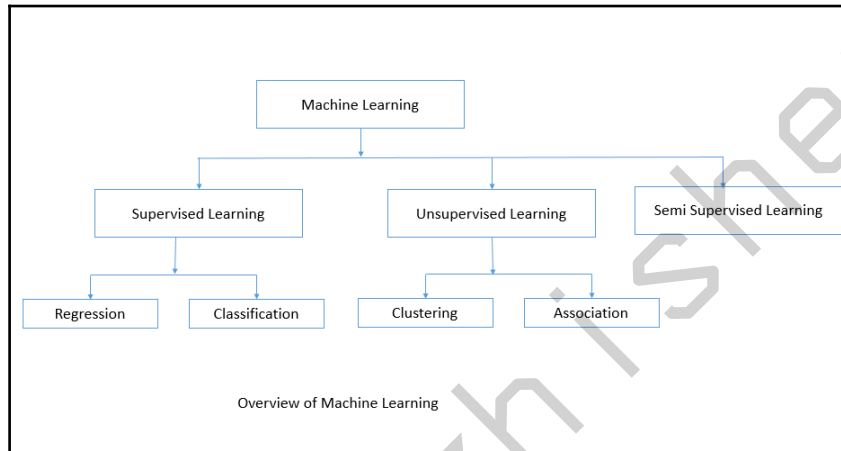 Machine Learning
Supervised Learning
Unsupervised Learning
Semi Supervised Learning
Regression
Classification
Clustering
Association
Overview of Machine Learning